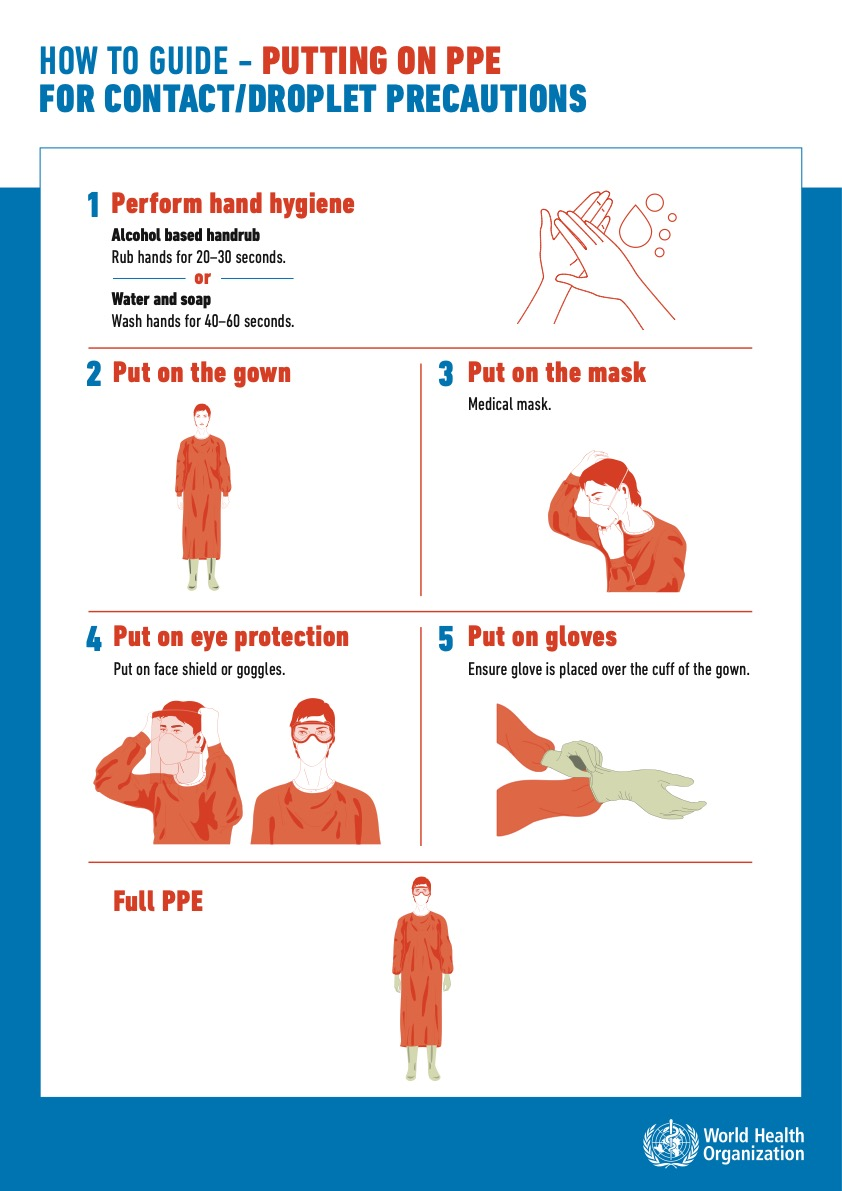 HOW TO GUIDE – PUTTING ON PPE
FOR CONTACT/DROPLET PRECAUTIONS
1 Perform hand hygiene
Alcohol based handrub
Rub hands for 20–30 seconds.
or
Water and soap
Wash hands for 40–60 seconds.
2 Put on the gown
3 Put on the mask
Medical mask.
4 Put on eye protection
Put on face shield or goggles.
5 Put on gloves
Ensure glove is placed over the cuff of the gown.
Full PPE
World Health
Organization